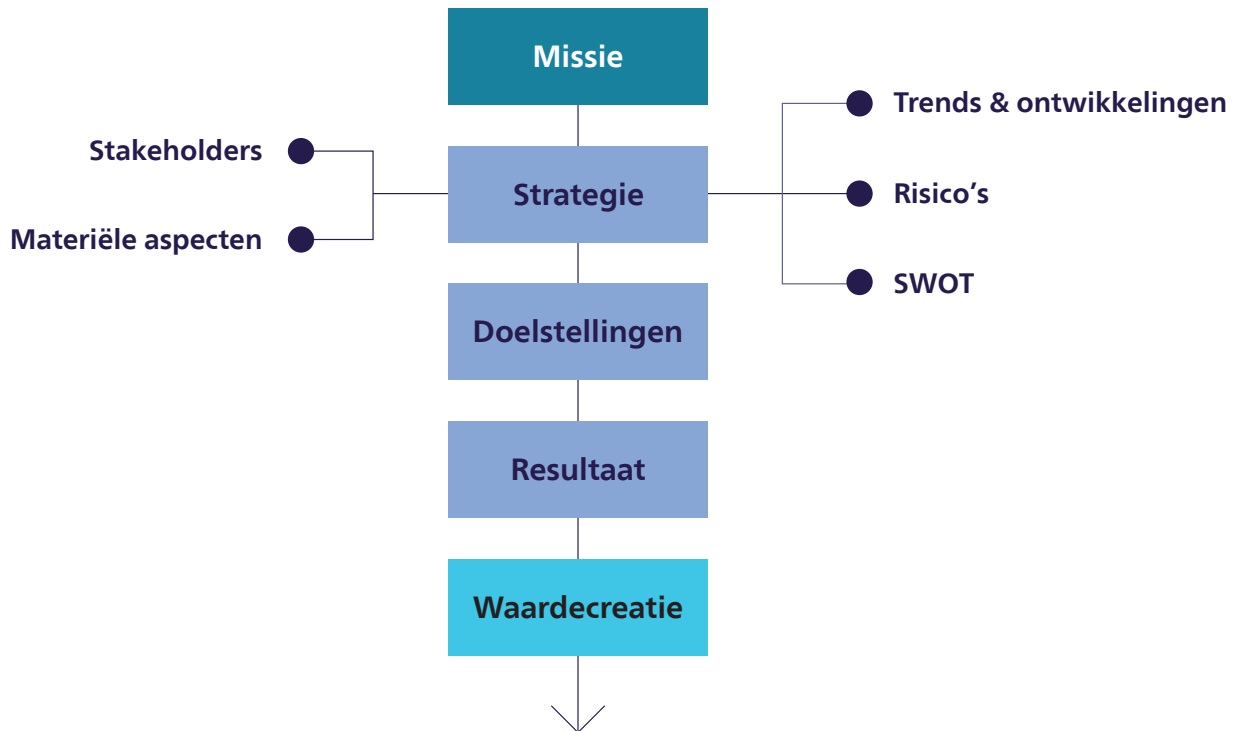 Missie
Trends & ontwikkelingen
Stakeholders
Strategie
Risico’s
Materiële aspecten
SWOT
Doelstellingen
Resultaat
Waardecreatie